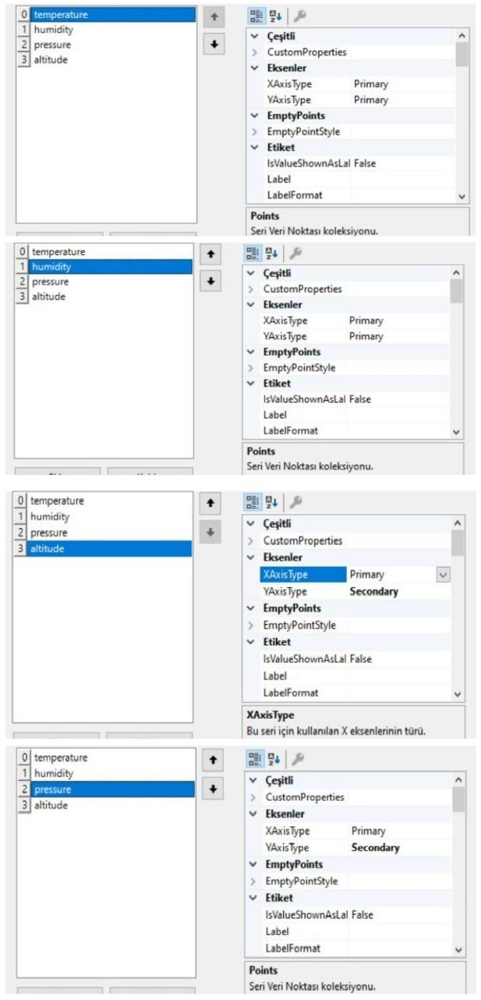 0 temperature
1 humidity
2 pressure
3 altitude
Çeşitli
CustomProperties
Eksenler
XAxisType Primary
YAxisType Primary
EmptyPoints
EmptyPointStyle
Etiket
IsValueShownAsLal False
Label
LabelFormat
Points
Seri Veri Noktası koleksiyonu.
0 temperature
1 humidity
2 pressure
3 altitude
Çeşitli
CustomProperties
Eksenler
XAxisType Primary
YAxisType Primary
EmptyPoints
EmptyPointStyle
Etiket
IsValueShownAsLal False
Label
LabelFormat
Points
Seri Veri Noktası koleksiyonu.
0 temperature
1 humidity
2 pressure
3 altitude
Çeşitli
CustomProperties
Eksenler
XAxisType Primary
YAxisType Secondary
EmptyPoints
EmptyPointStyle
Etiket
IsValueShownAsLal False
Label
LabelFormat
XAxisType
Bu seri için kullanılan X eksenlerinin türü.
0 temperature
1 humidity
2 pressure
3 altitude
Çeşitli
CustomProperties
Eksenler
XAxisType Primary
YAxisType Secondary
EmptyPoints
EmptyPointStyle
Etiket
IsValueShownAsLal False
Label
LabelFormat
Points
Seri Veri Noktası koleksiyonu.